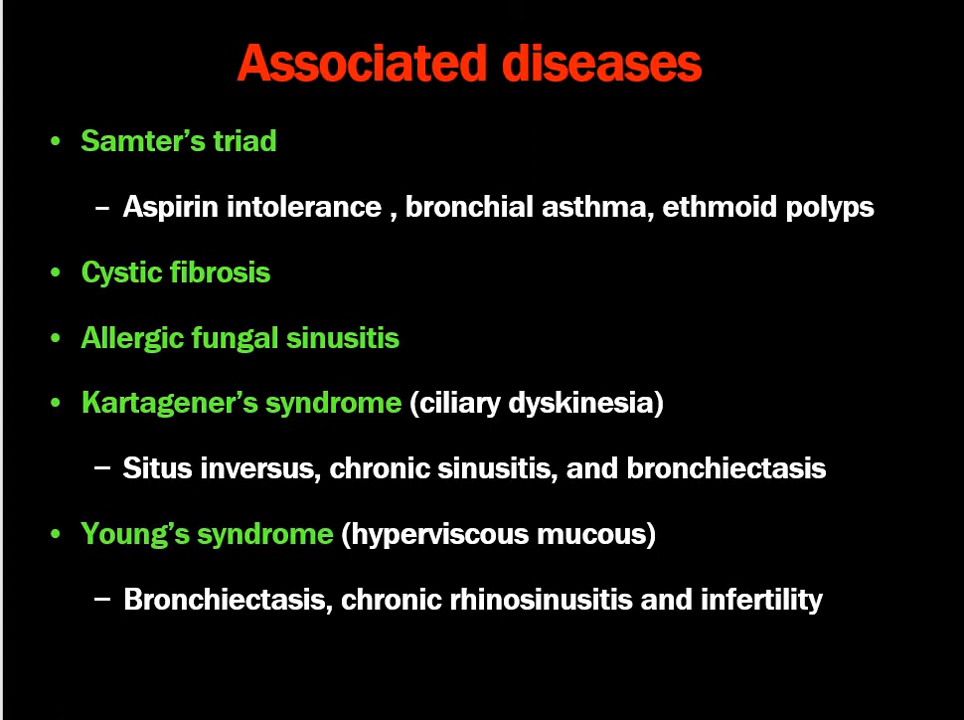 Associated diseases
• Samter’s triad
– Aspirin intolerance , bronchial asthma, ethmoid polyps
• Cystic fibrosis
• Allergic fungal sinusitis
• Kartagener’s syndrome (ciliary dyskinesia)
– Situs inversus, chronic sinusitis, and bronchiectasis
• Young’s syndrome (hyperviscous mucous)
– Bronchiectasis, chronic rhinosinusitis and infertility